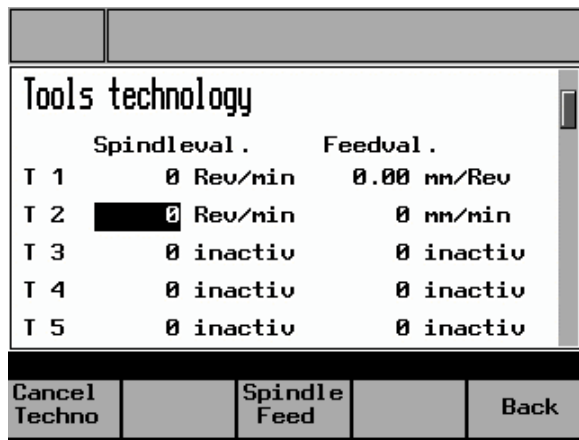 Tools technology
Spindleval. Feedval.
T 1 0 Rev/min 0.00 mm/Rev
T 2 0 Rev/min 0 mm/min
T 3 0 inactiv 0 inactiv
T 4 0 inactiv 0 inactiv
T 5 0 inactiv 0 inactiv
Cancel Techno
Spindle Feed
Back